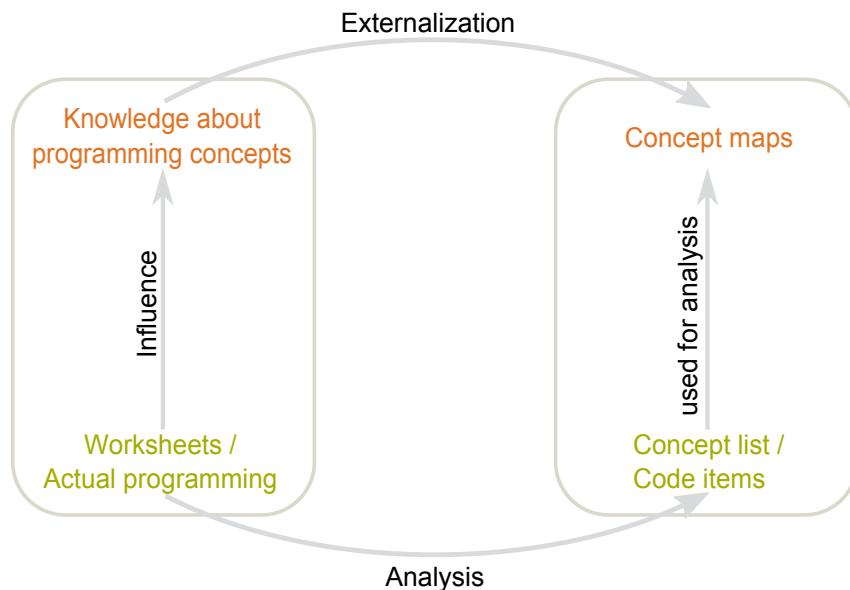 Externalization
Knowledge about
programming concepts
Concept maps
Influence
used for analysis
Worksheets /
Actual programming
Concept list /
Code items
Analysis